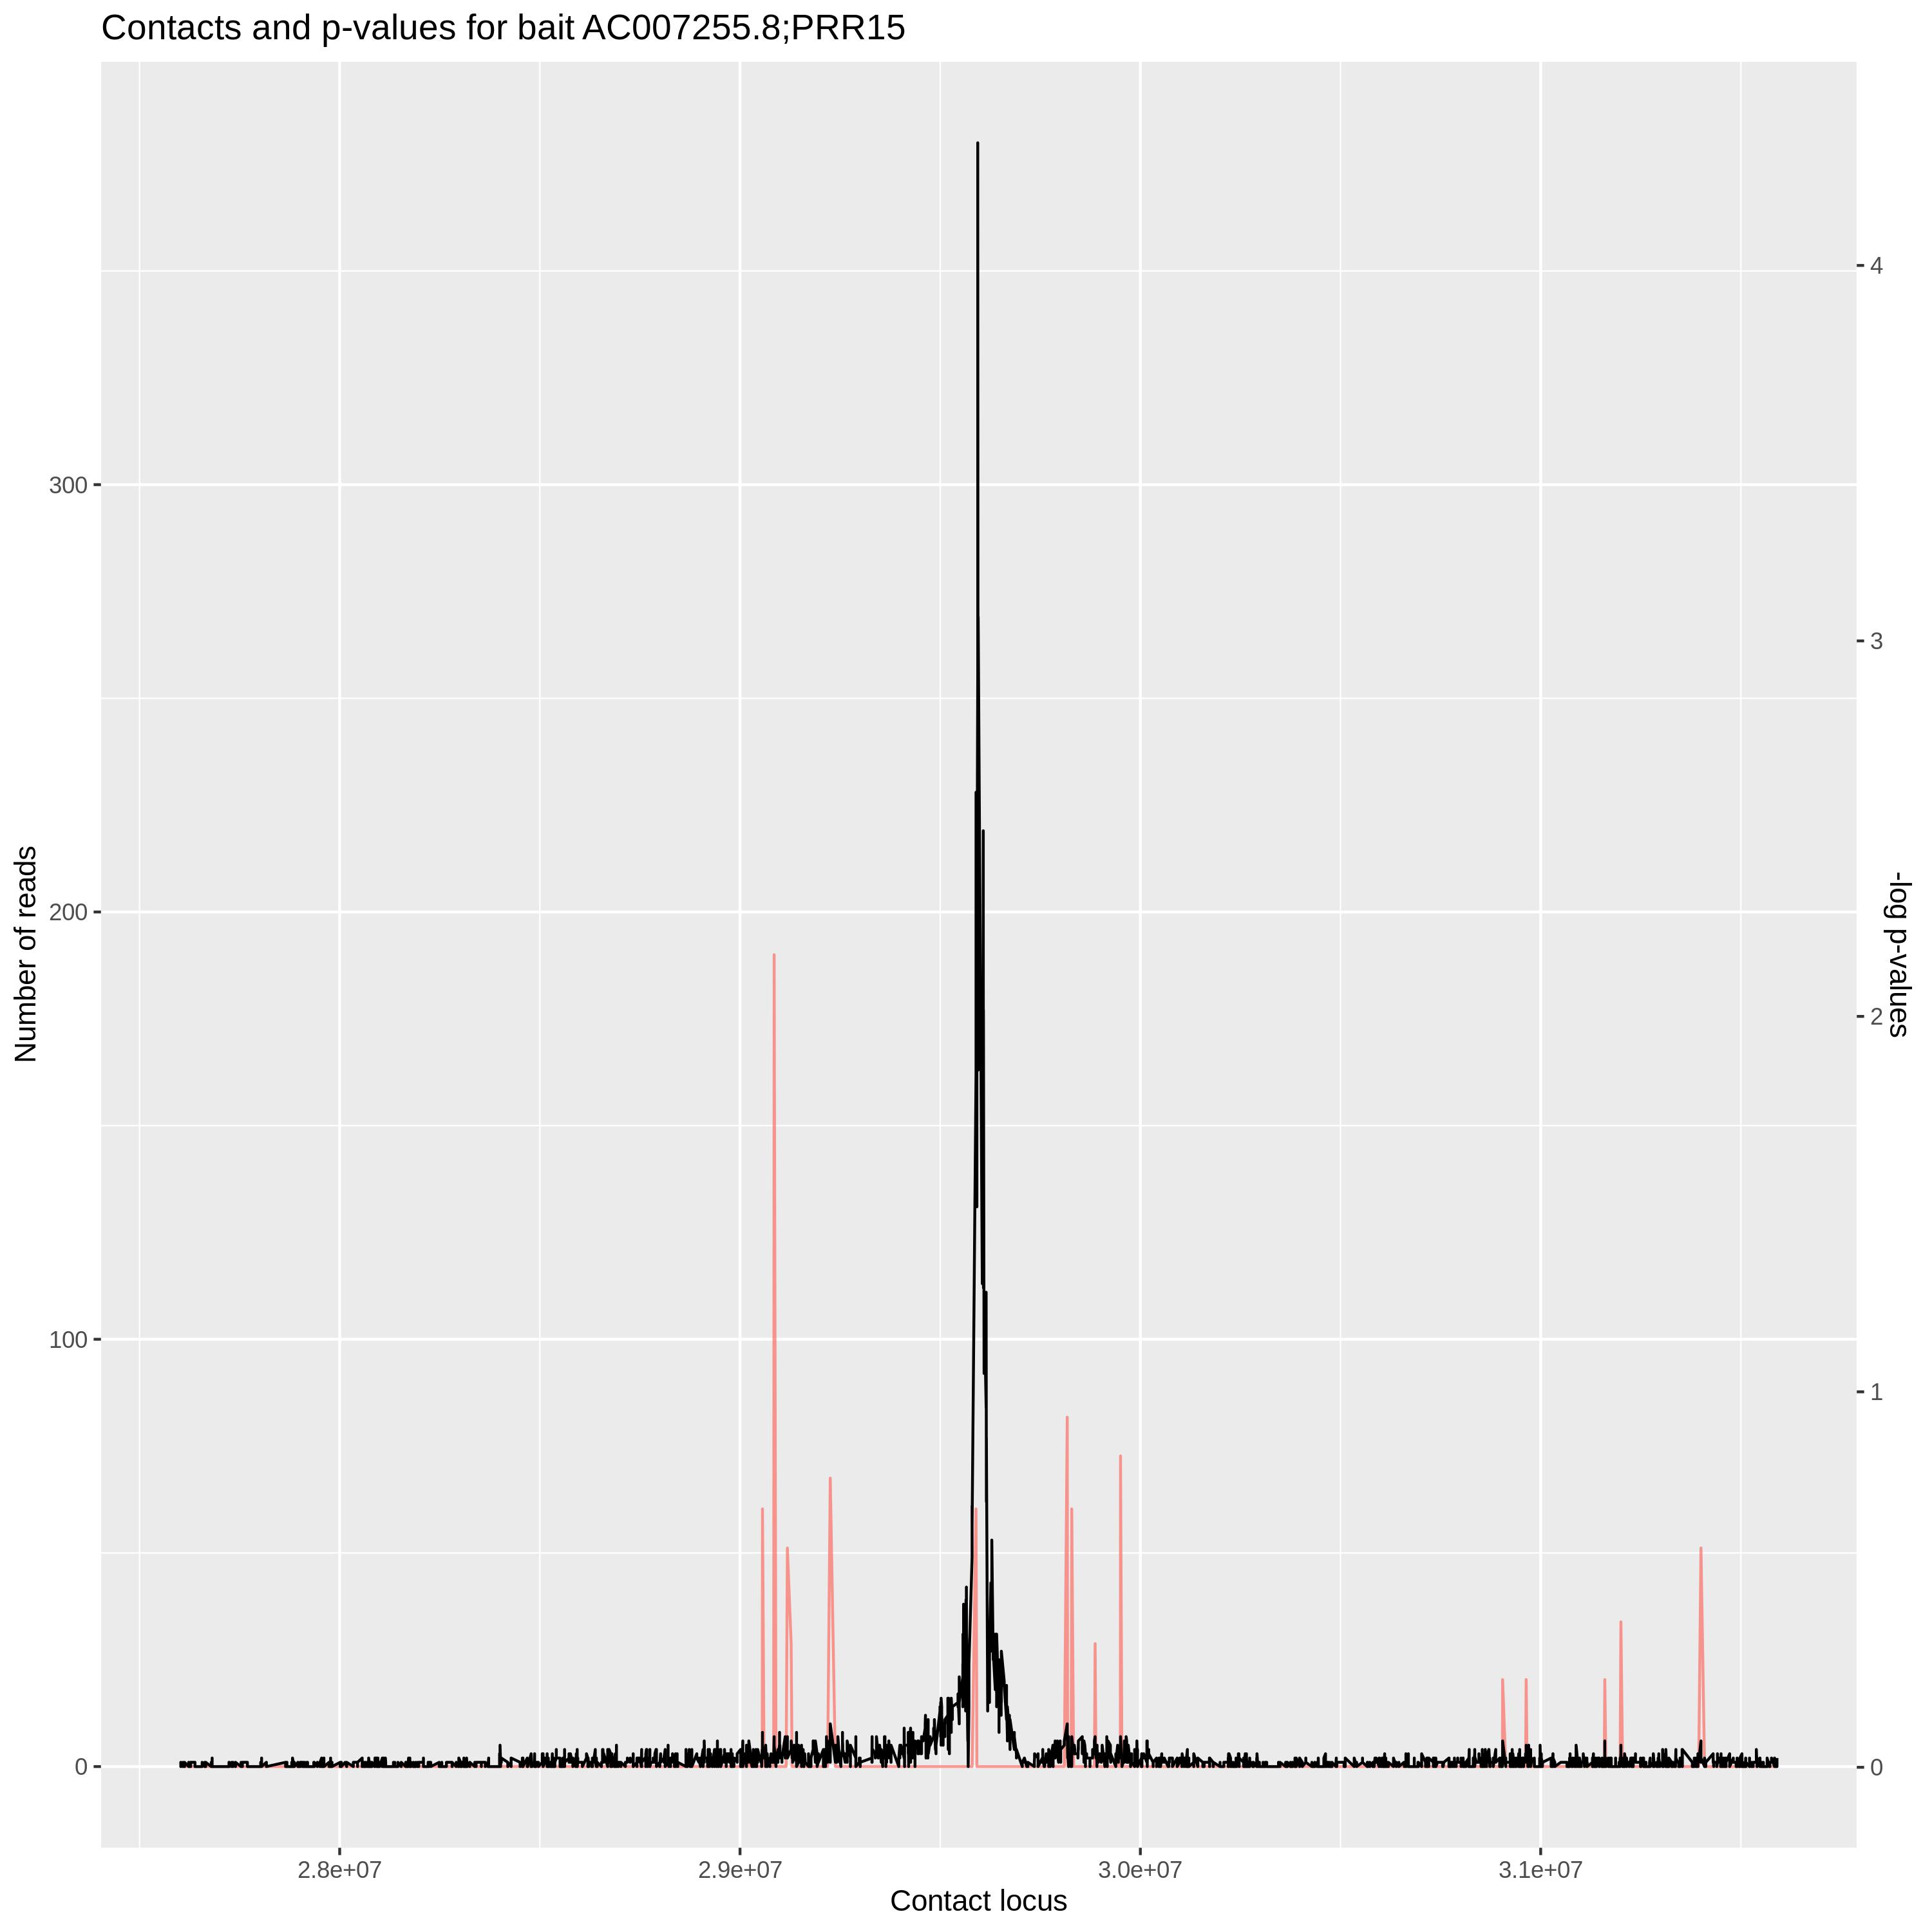 Contacts and p-values for bait AC007255.8;PRR15
Number of reads
300
200
100
0
4
3
2
1
0
-log p-values
2.8e+07
2.9e+07
3.0e+07
3.1e+07
Contact locus